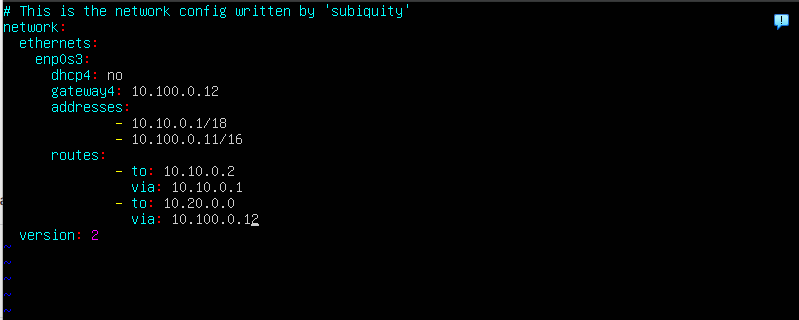 # This is the network config written by 'subiquity'
network:
  ethernets:
    enp0s3:
      dhcp4: no
      gateway4: 10.100.0.12
      addresses:
              - 10.10.0.1/18
              - 10.100.0.11/16
      routes:
              - to: 10.10.0.2
                via: 10.10.0.1
              - to: 10.20.0.0
                via: 10.100.0.12
  version: 2
~
~
~
~
~